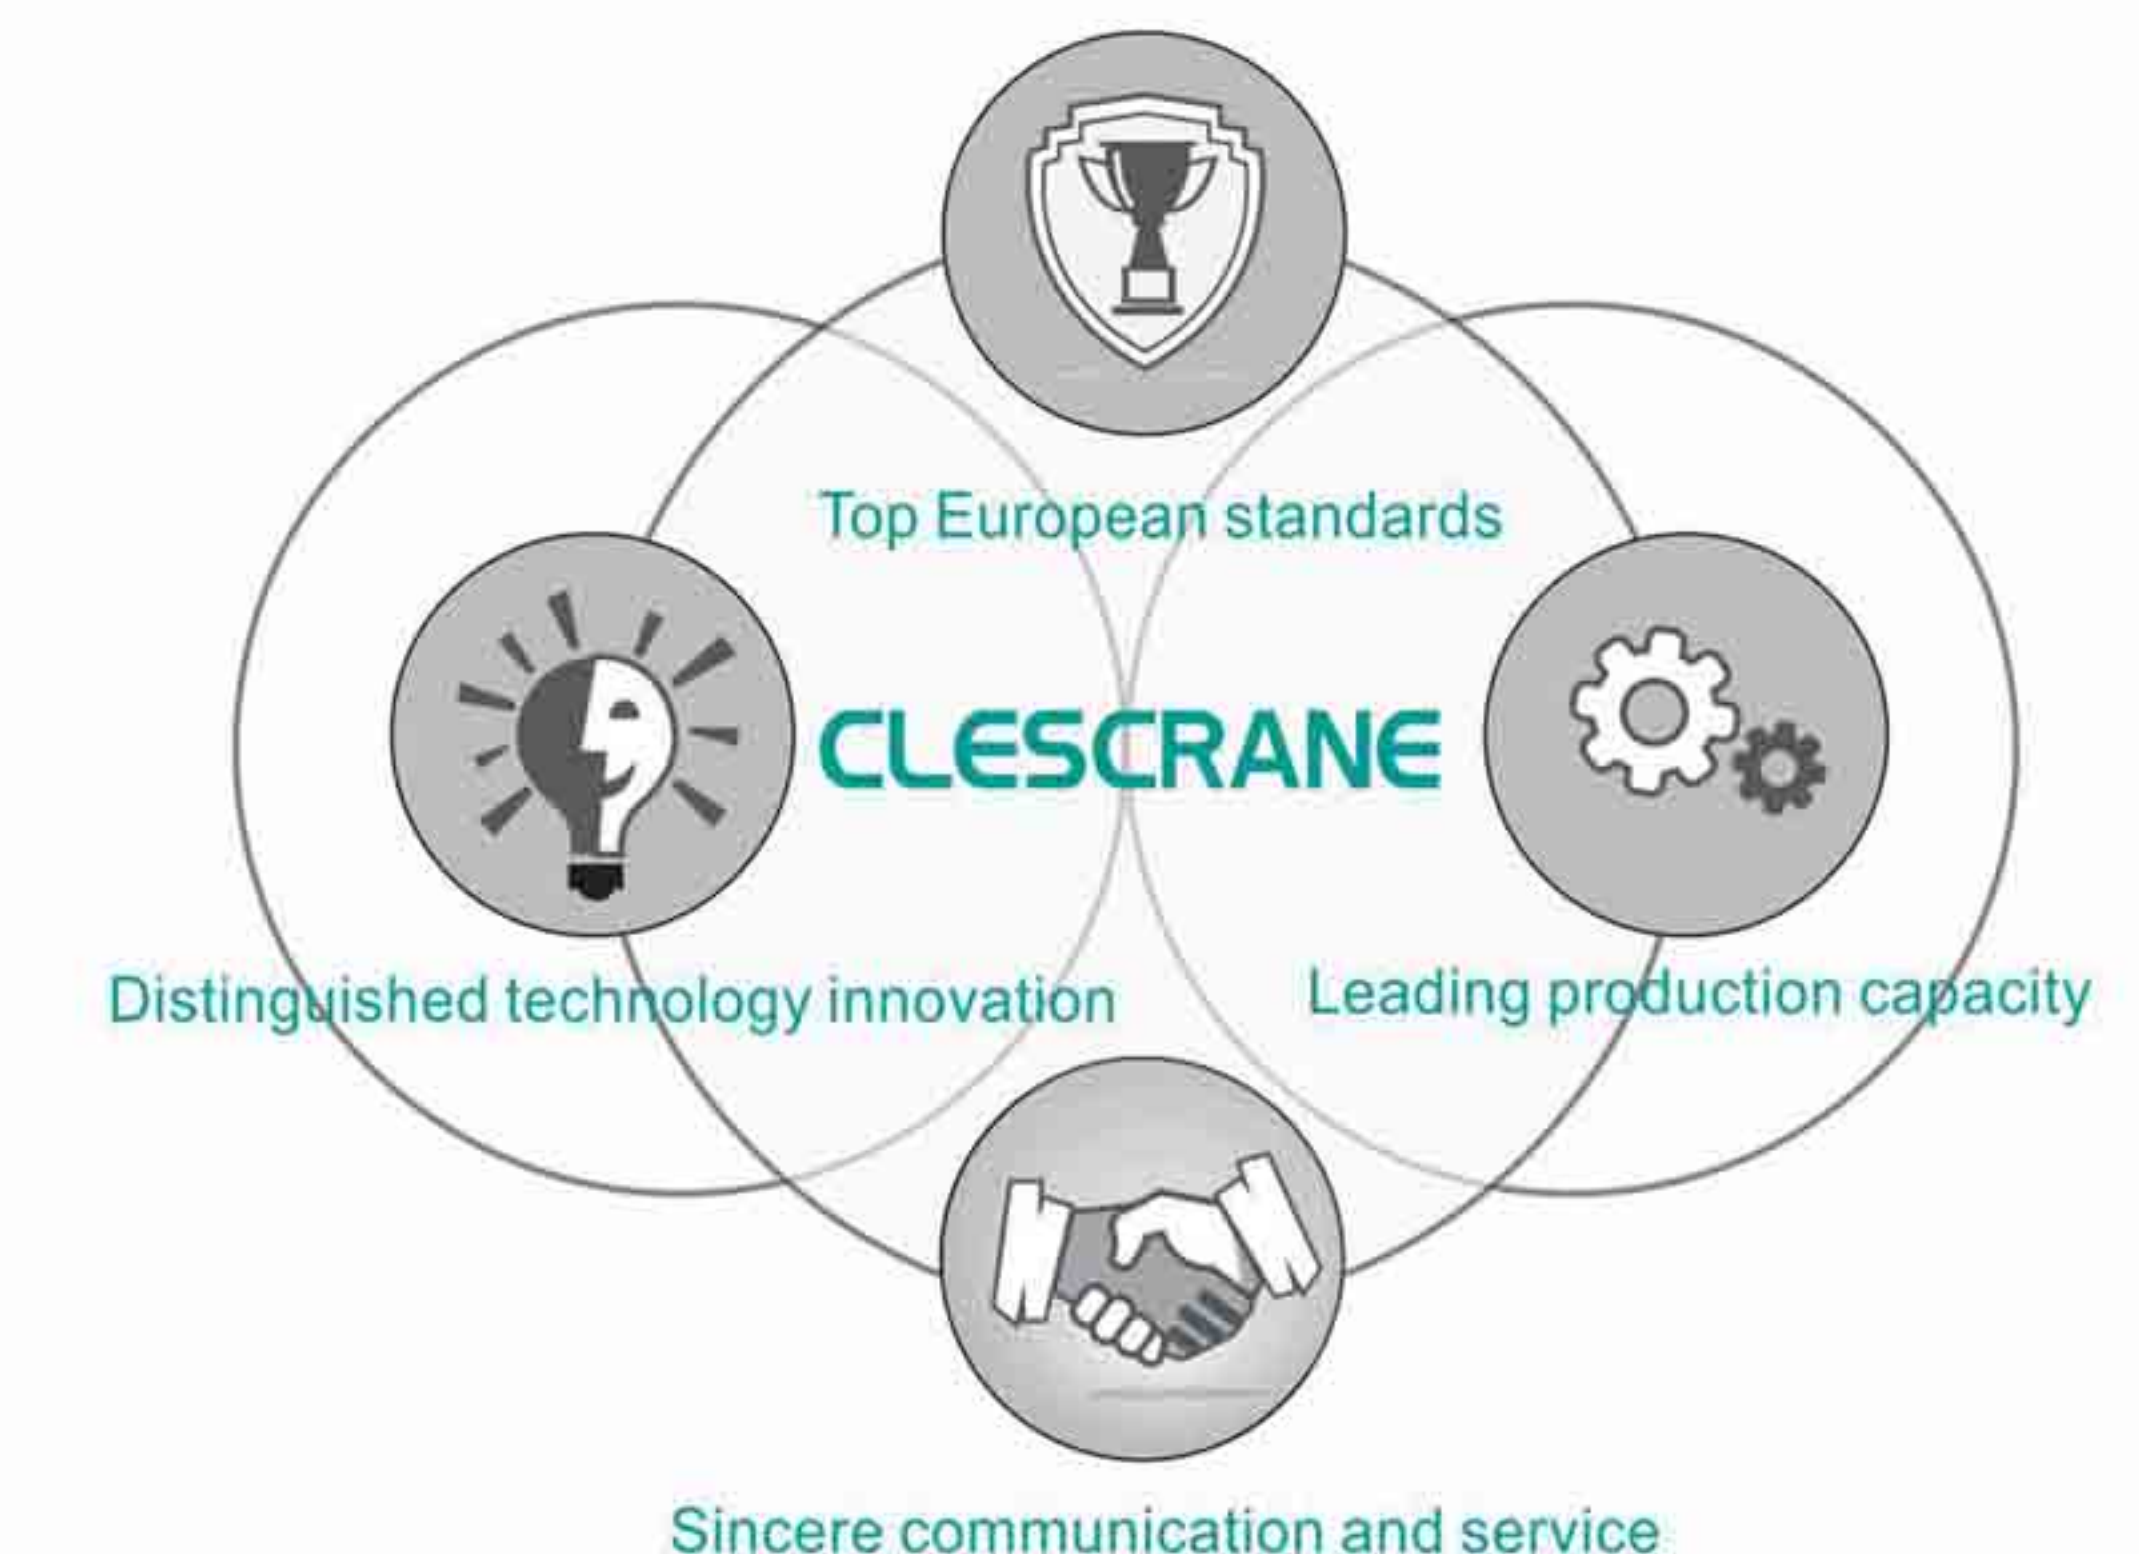 Top European standards
CLESCRANE
Distinguished technology innovation
Leading production capacity
Sincere communication and service